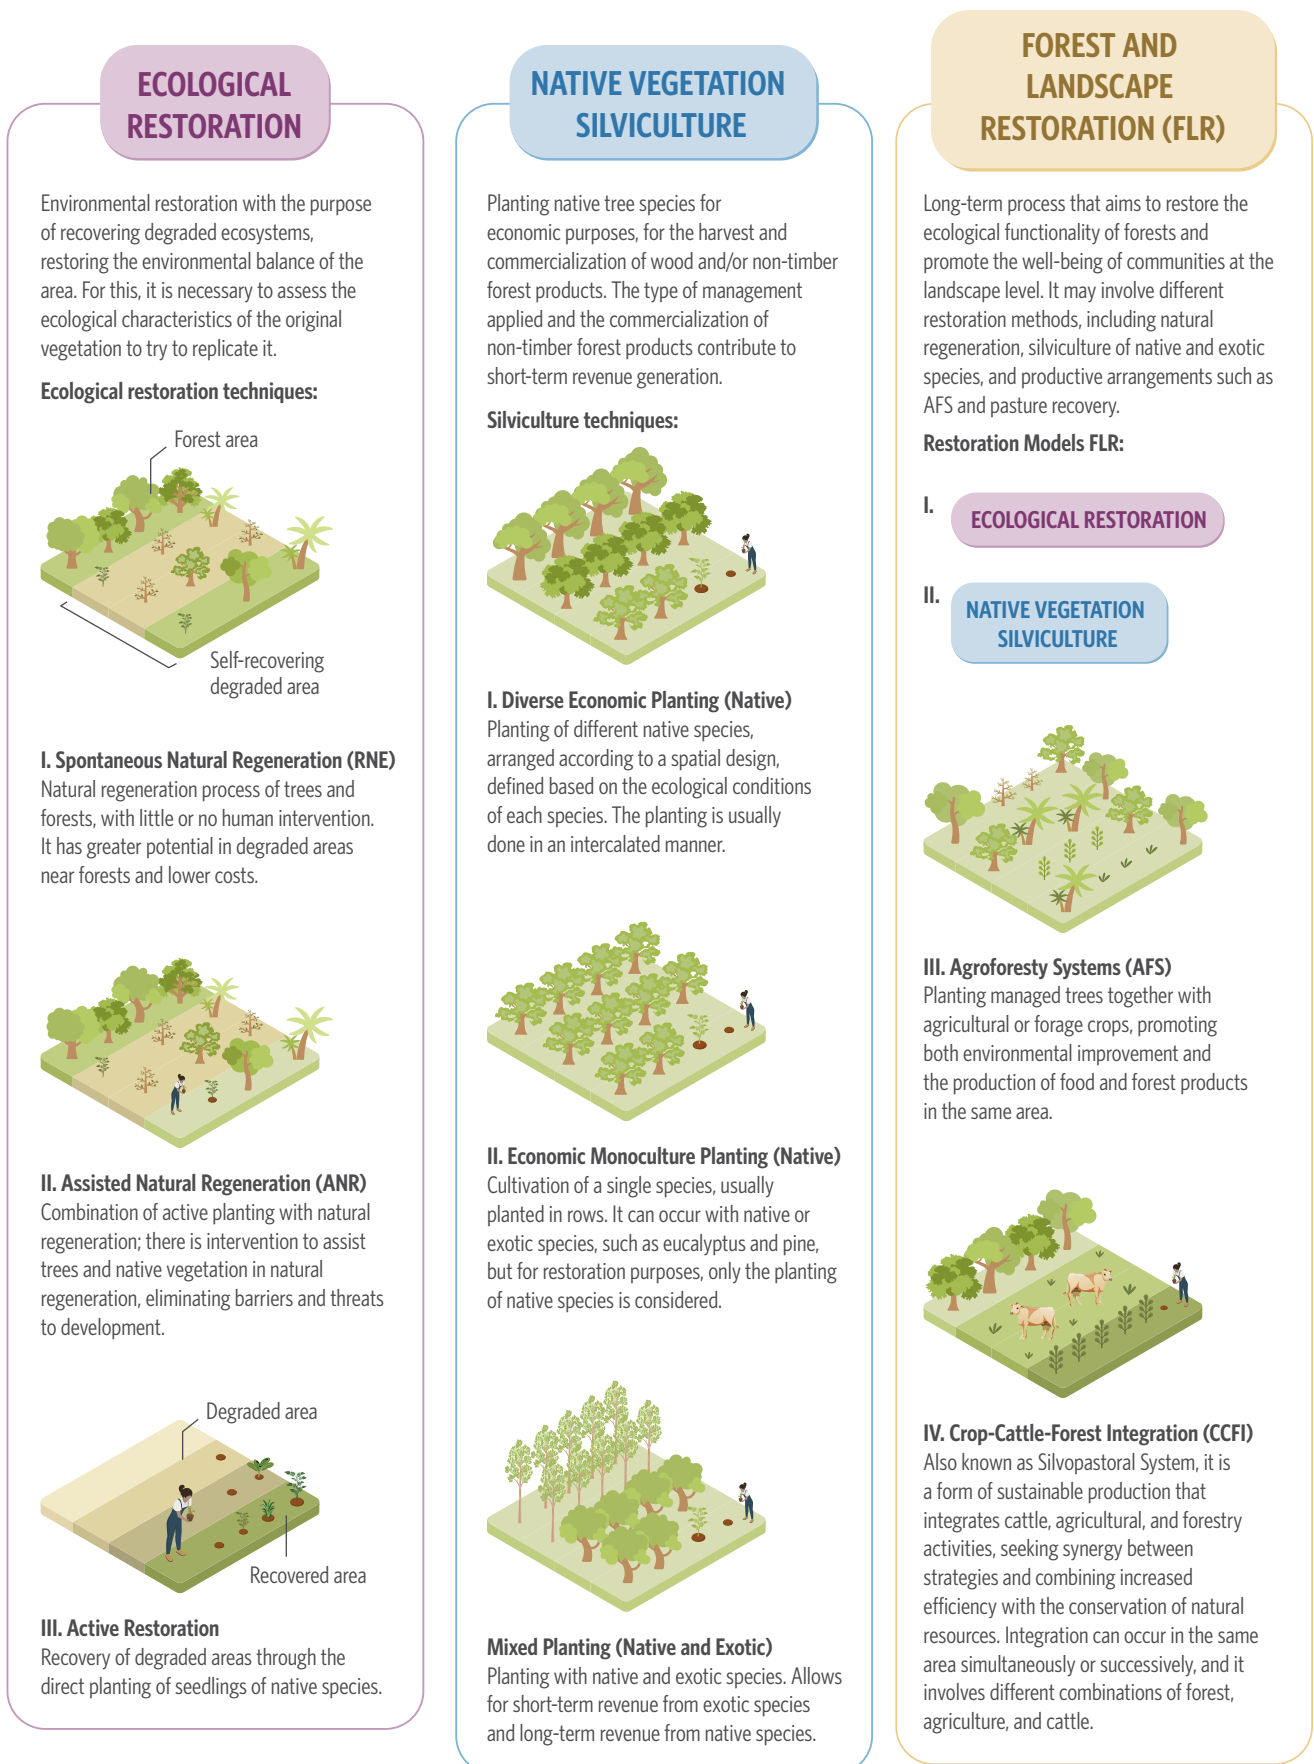 ECOLOGICAL
RESTORATION
Environmental restoration with the purpose
of recovering degraded ecosystems,
restoring the environmental balance of the
area. For this, it is necessary to assess the
ecological characteristics of the original
vegetation to try to replicate it.
Ecological restoration techniques:
Forest area
Self-recovering
degraded area
I. Spontaneous Natural Regeneration (RNE)
Natural regeneration process of trees and
forests, with little or no human intervention.
It has greater potential in degraded areas
near forests and lower costs.
II. Assisted Natural Regeneration (ANR)
Combination of active planting with natural
regeneration; there is intervention to assist
trees and native vegetation in natural
regeneration, eliminating barriers and threats
to development.
Degraded area
Recovered area
III. Active Restoration
Recovery of degraded areas through the
direct planting of seedlings of native species.
NATIVE VEGETATION
SILVICULTURE
Planting native tree species for
economic purposes, for the harvest and
commercialization of wood and/or non-timber
forest products. The type of management
applied and the commercialization of
non-timber forest products contribute to
short-term revenue generation.
Silviculture techniques:
I. Diverse Economic Planting (Native)
Planting of different native species,
arranged according to a spatial design,
defined based on the ecological conditions
of each species. The planting is usually
done in an intercalated manner.
II. Economic Monoculture Planting (Native)
Cultivation of a single species, usually
planted in rows. It can occur with native or
exotic species, such as eucalyptus and pine,
but for restoration purposes, only the planting
of native species is considered.
Mixed Planting (Native and Exotic)
Planting with native and exotic species. Allows
for short-term revenue from exotic species
and long-term revenue from native species.
FOREST AND
LANDSCAPE
RESTORATION (FLR)
Long-term process that aims to restore the
ecological functionality of forests and
promote the well-being of communities at the
landscape level. It may involve different
restoration methods, including natural
regeneration, silviculture of native and exotic
species, and productive arrangements such as
AFS and pasture recovery.
Restoration Models FLR:
I. ECOLOGICAL RESTORATION
II. NATIVE VEGETATION
SILVICULTURE
III. Agroforesty Systems (AFS)
Planting managed trees together with
agricultural or forage crops, promoting
both environmental improvement and
the production of food and forest products
in the same area.
IV. Crop-Cattle-Forest Integration (CCFI)
Also known as Silvopastoral System, it is
a form of sustainable production that
integrates cattle, agricultural, and forestry
activities, seeking synergy between
strategies and combining increased
efficiency with the conservation of natural
resources. Integration can occur in the same
area simultaneously or successively, and it
involves different combinations of forest,
agriculture, and cattle.